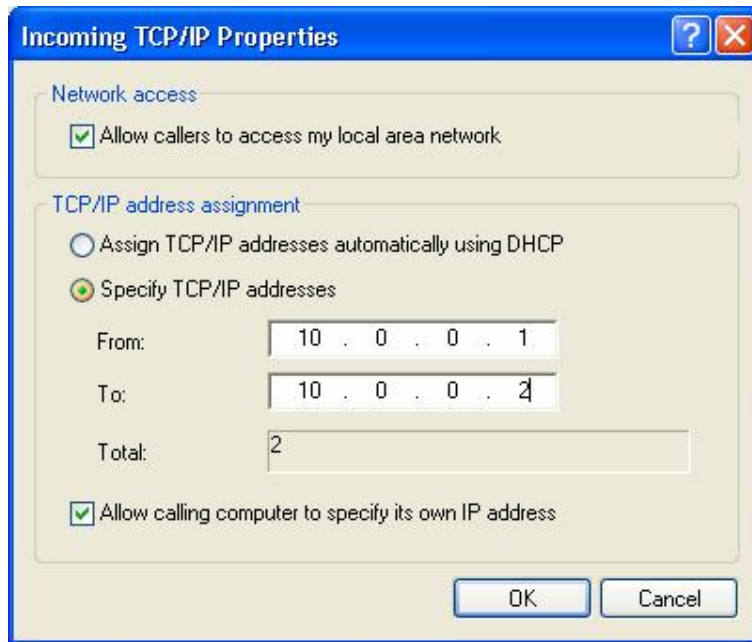 Incoming TCP/IP Properties
Network access
Allow callers to access my local area network
TCP/IP address assignment
Assign TCP/IP addresses automatically using DHCP
Specify TCP/IP addresses
From: 10 . 0 . 0 . 1
To: 10 . 0 . 0 . 2
Total: 2
Allow calling computer to specify its own IP address
OK Cancel